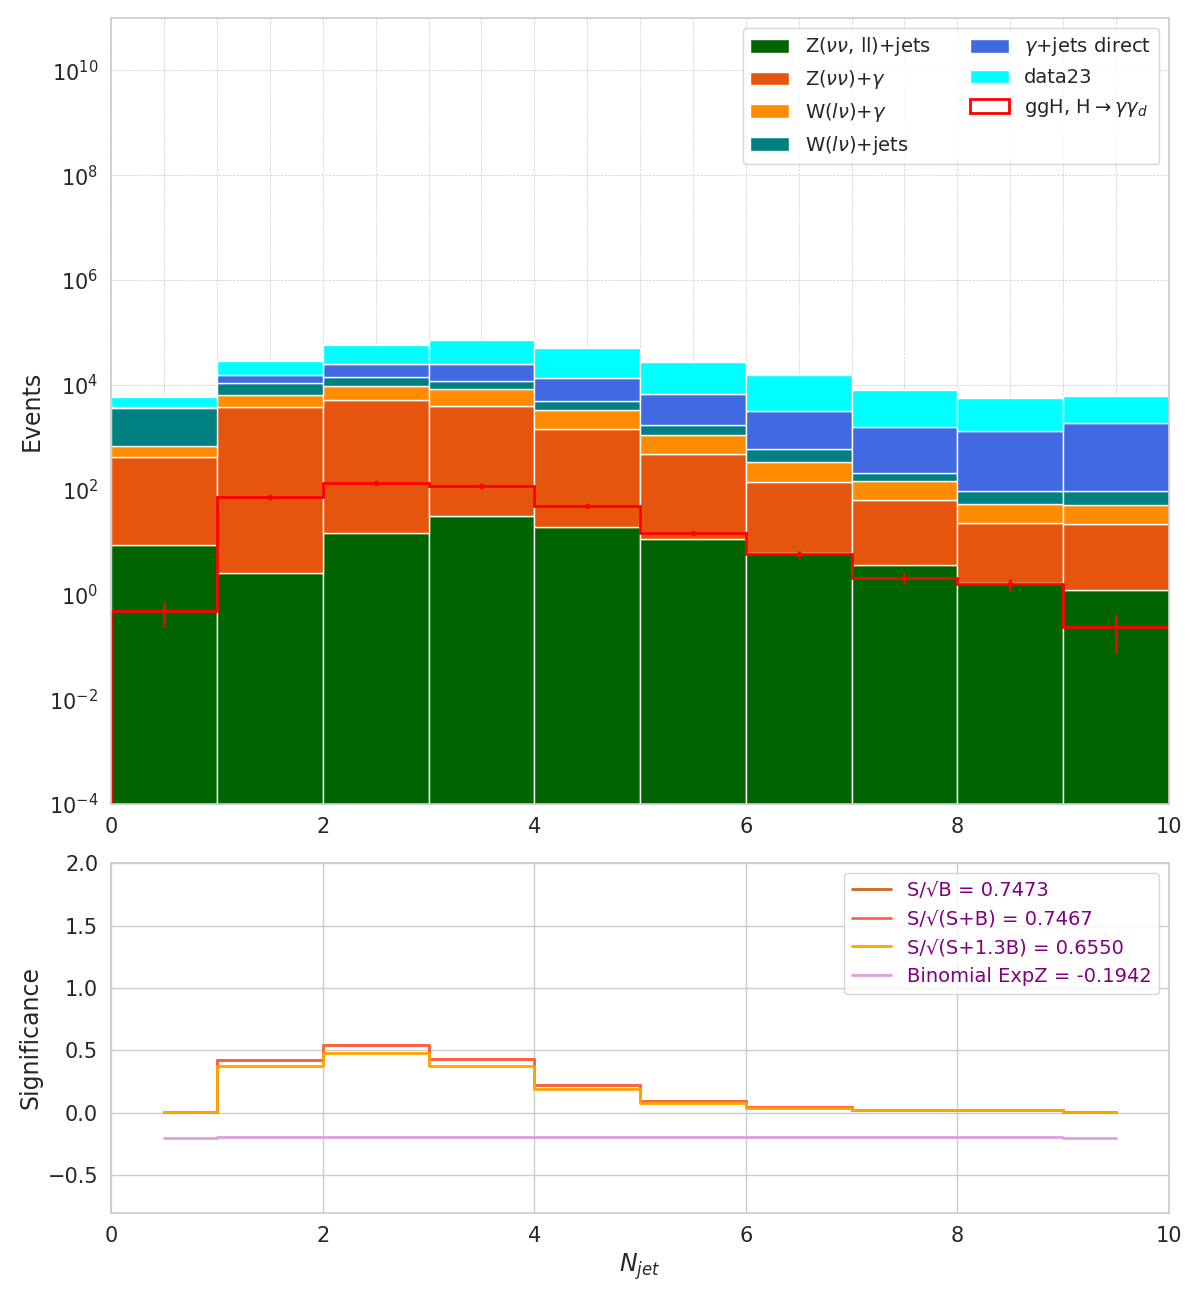 Z(νν, ll)+jets
Z(νν)+γ
W(lν)+γ
W(lν)+jets
γ+jets direct
data23
ggH, H→γγ_d
Events
10^10
10^8
10^6
10^4
10^2
10^0
10^−2
10^−4
0 2 4 6 8 10
S/√B = 0.7473
S/√(S+B) = 0.7467
S/√(S+1.3B) = 0.6550
Binomial ExpZ = -0.1942
Significance
2.0
1.5
1.0
0.5
0.0
−0.5
0 2 4 6 8 10
N_jet